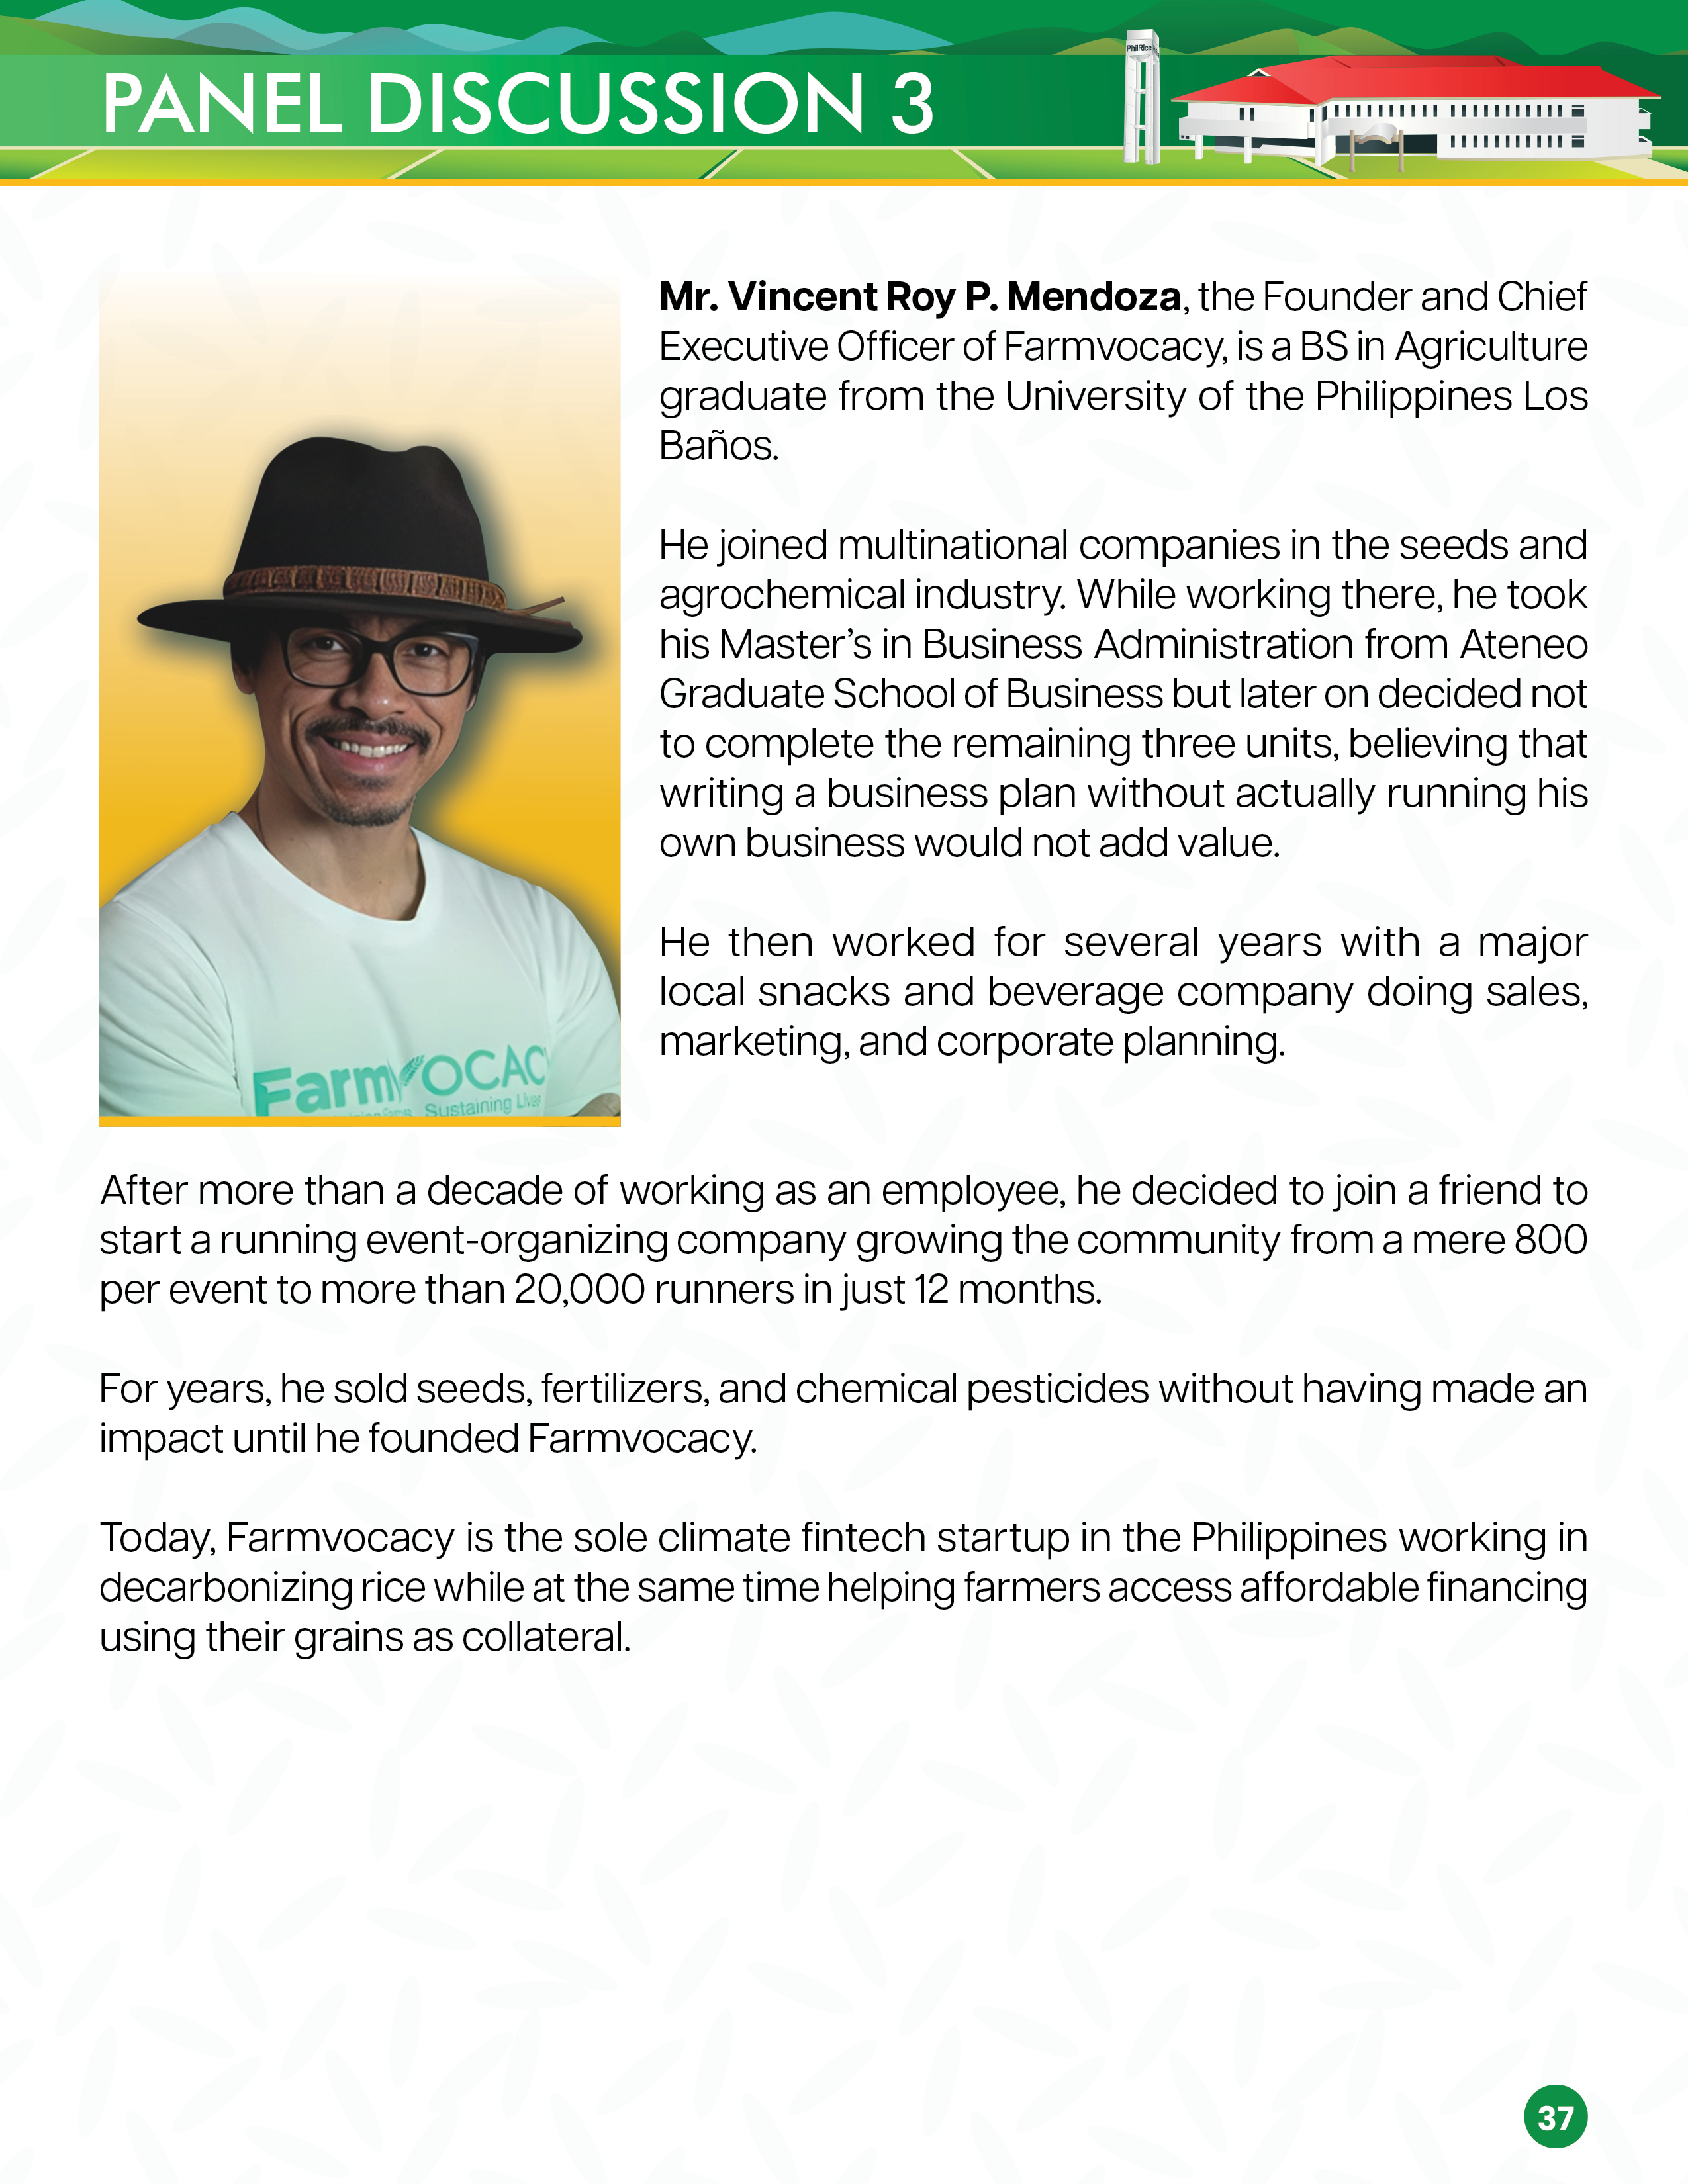 PANEL DISCUSSION 3
PhilRice
Mr. Vincent Roy P. Mendoza, the Founder and Chief
Executive Officer of Farmvocacy, is a BS in Agriculture
graduate from the University of the Philippines Los
Baños.
He joined multinational companies in the seeds and
agrochemical industry. While working there, he took
his Master’s in Business Administration from Ateneo
Graduate School of Business but later on decided not
to complete the remaining three units, believing that
writing a business plan without actually running his
own business would not add value.
He then worked for several years with a major
local snacks and beverage company doing sales,
marketing, and corporate planning.
FarmVOCAC
Sustaining Lives
After more than a decade of working as an employee, he decided to join a friend to
start a running event-organizing company growing the community from a mere 800
per event to more than 20,000 runners in just 12 months.
For years, he sold seeds, fertilizers, and chemical pesticides without having made an
impact until he founded Farmvocacy.
Today, Farmvocacy is the sole climate fintech startup in the Philippines working in
decarbonizing rice while at the same time helping farmers access affordable financing
using their grains as collateral.
37